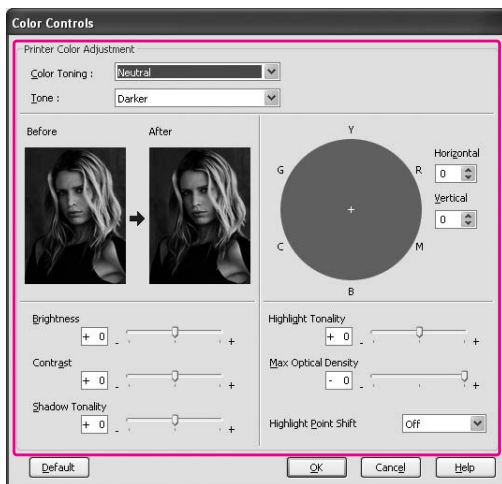 Color Controls
Printer Color Adjustment
Color Toning : Neutral
Tone : Darker
Before After
Y
G R
C M
B
Horizontal
0
Vertical
0
Brightness
+ 0 - +
Contrast
+ 0 - +
Shadow Tonality
+ 0 - +
Highlight Tonality
+ 0 - +
Max Optical Density
- 0 - +
Highlight Point Shift Off
Default OK Cancel Help